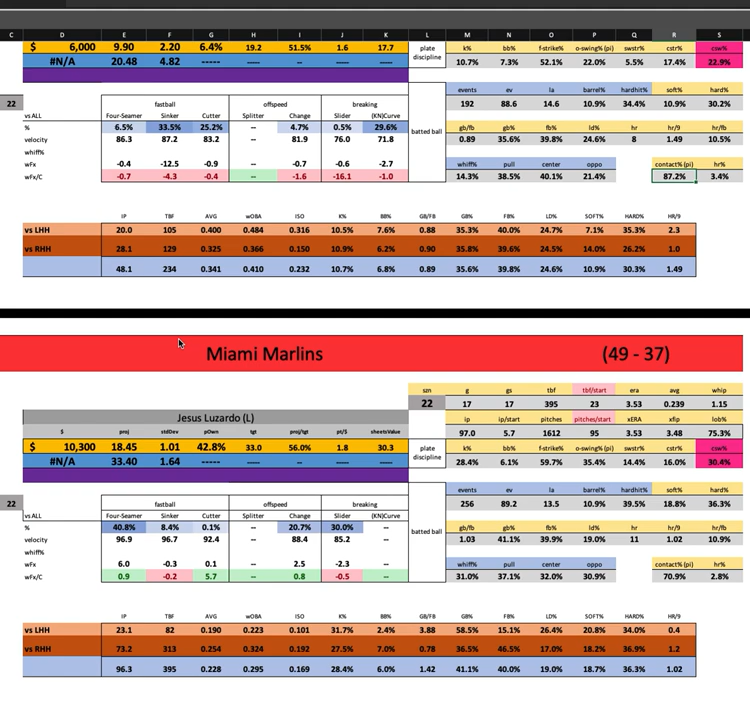 C D E F G H I J K L M N O P Q R S
$ 6,000 9.90 2.20 6.4% 19.2 51.5% 1.6 17.7 plate discipline k% bb% f-strike% o-swing% (pi) swstr% cstr% csw%
#N/A 20.48 4.82 ----- -- -- -- -- 10.7% 7.3% 52.1% 22.0% 5.5% 17.4% 22.9%
events ev la barrel% hardhit% soft% hard%
22 fastball offspeed breaking 192 88.6 14.6 10.9% 34.4% 10.9% 30.2%
vs ALL Four-Seamer Sinker Cutter Splitter Change Slider (KN)Curve
% 6.5% 33.5% 25.2% -- 4.7% 0.5% 29.6% batted ball gb/fb gb% fb% ld% hr hr/9 hr/fb
velocity 86.3 87.2 83.2 -- 81.9 76.0 71.8 0.89 35.6% 39.8% 24.6% 8 1.49 10.5%
whiff%
wFx -0.4 -12.5 -0.9 -- -0.7 -0.6 -2.7 whiff% pull center oppo contact% (pi) hr%
wFx/C -0.7 -4.3 -0.4 -- -1.6 -16.1 -1.0 14.3% 38.5% 40.1% 21.4% 87.2% 3.4%
IP TBF AVG wOBA ISO K% BB% GB/FB GB% FB% LD% SOFT% HARD% HR/9
vs LHH 20.0 105 0.400 0.484 0.316 10.5% 7.6% 0.88 35.3% 40.0% 24.7% 7.1% 35.3% 2.3
vs RHH 28.1 129 0.325 0.366 0.150 10.9% 6.2% 0.90 35.8% 39.6% 24.5% 14.0% 26.2% 1.0
48.1 234 0.341 0.410 0.232 10.7% 6.8% 0.89 35.6% 39.8% 24.6% 10.9% 30.3% 1.49
Miami Marlins (49 - 37)
szn g gs tbf tbf/start era avg whip
22 17 17 395 23 3.53 0.239 1.15
Jesus Luzardo (L) ip ip/start pitches pitches/start xERA xfip lob%
$ proj stdDev pOwn tgt proj/tgt pt/$ sheetsValue 97.0 5.7 1612 95 3.53 3.48 75.3%
$ 10,300 18.45 1.01 42.8% 33.0 56.0% 1.8 30.3 plate discipline k% bb% f-strike% o-swing% (pi) swstr% cstr% csw%
#N/A 33.40 1.64 ----- -- -- -- -- 28.4% 6.1% 59.7% 35.4% 14.4% 16.0% 30.4%
events ev la barrel% hardhit% soft% hard%
22 fastball offspeed breaking 256 89.2 13.5 10.9% 39.5% 18.8% 36.3%
vs ALL Four-Seamer Sinker Cutter Splitter Change Slider (KN)Curve
% 40.8% 8.4% 0.1% -- 20.7% 30.0% -- batted ball gb/fb gb% fb% ld% hr hr/9 hr/fb
velocity 96.9 96.7 92.4 -- 88.4 85.2 -- 1.03 41.1% 39.9% 19.0% 11 1.02 10.9%
whiff%
wFx 6.0 -0.3 0.1 -- 2.5 -2.3 -- whiff% pull center oppo contact% (pi) hr%
wFx/C 0.9 -0.2 5.7 -- 0.8 -0.5 -- 31.0% 37.1% 32.0% 30.9% 70.9% 2.8%
IP TBF AVG wOBA ISO K% BB% GB/FB GB% FB% LD% SOFT% HARD% HR/9
vs LHH 23.1 82 0.190 0.223 0.101 31.7% 2.4% 3.88 58.5% 15.1% 26.4% 20.8% 34.0% 0.4
vs RHH 73.2 313 0.254 0.324 0.192 27.5% 7.0% 0.78 36.5% 46.5% 17.0% 18.2% 36.9% 1.2
96.3 395 0.228 0.295 0.169 28.4% 6.0% 1.42 41.1% 40.0% 19.0% 18.7% 36.3% 1.02